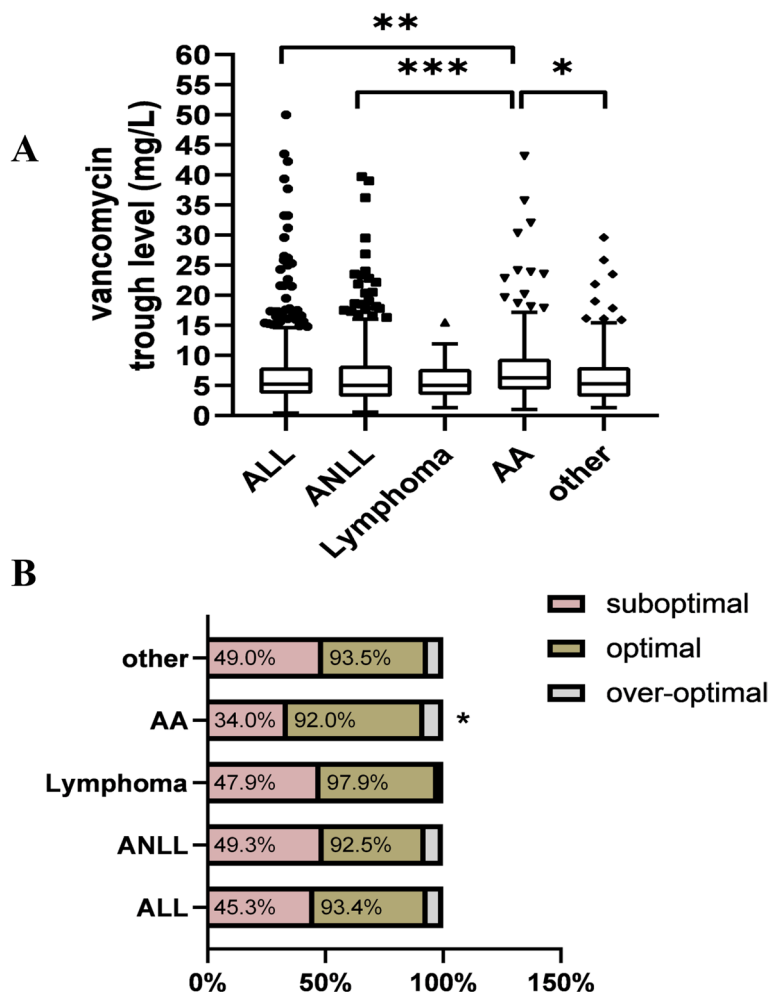 A
**
***
*
60
55
50
45
40
35
30
25
20
15
10
5
0
vancomycin
trough level (mg/L)
ALL
ANLL
Lymphoma
AA
other
B
suboptimal
optimal
over-optimal
other 49.0% 93.5%
AA 34.0% 92.0% *
Lymphoma 47.9% 97.9%
ANLL 49.3% 92.5%
ALL 45.3% 93.4%
0% 50% 100% 150%